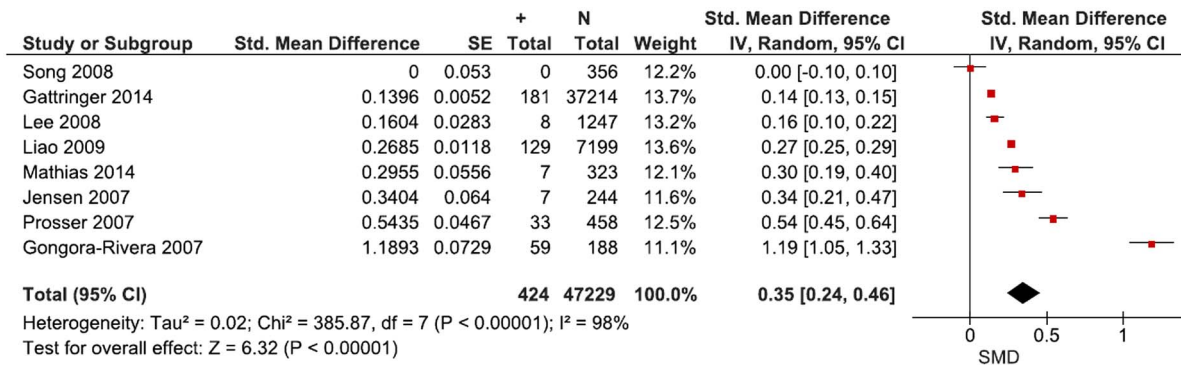 + N Std. Mean Difference Std. Mean Difference
Study or Subgroup Std. Mean Difference SE Total Total Weight IV, Random, 95% CI IV, Random, 95% CI
Song 2008 0 0.053 0 356 12.2% 0.00 [-0.10, 0.10]
Gattringer 2014 0.1396 0.0052 181 37214 13.7% 0.14 [0.13, 0.15]
Lee 2008 0.1604 0.0283 8 1247 13.2% 0.16 [0.10, 0.22]
Liao 2009 0.2685 0.0118 129 7199 13.6% 0.27 [0.25, 0.29]
Mathias 2014 0.2955 0.0556 7 323 12.1% 0.30 [0.19, 0.40]
Jensen 2007 0.3404 0.064 7 244 11.6% 0.34 [0.21, 0.47]
Prosser 2007 0.5435 0.0467 33 458 12.5% 0.54 [0.45, 0.64]
Gongora-Rivera 2007 1.1893 0.0729 59 188 11.1% 1.19 [1.05, 1.33]
Total (95% CI) 424 47229 100.0% 0.35 [0.24, 0.46]
Heterogeneity: Tau² = 0.02; Chi² = 385.87, df = 7 (P < 0.00001); I² = 98%
Test for overall effect: Z = 6.32 (P < 0.00001)
0 0.5 1
SMD